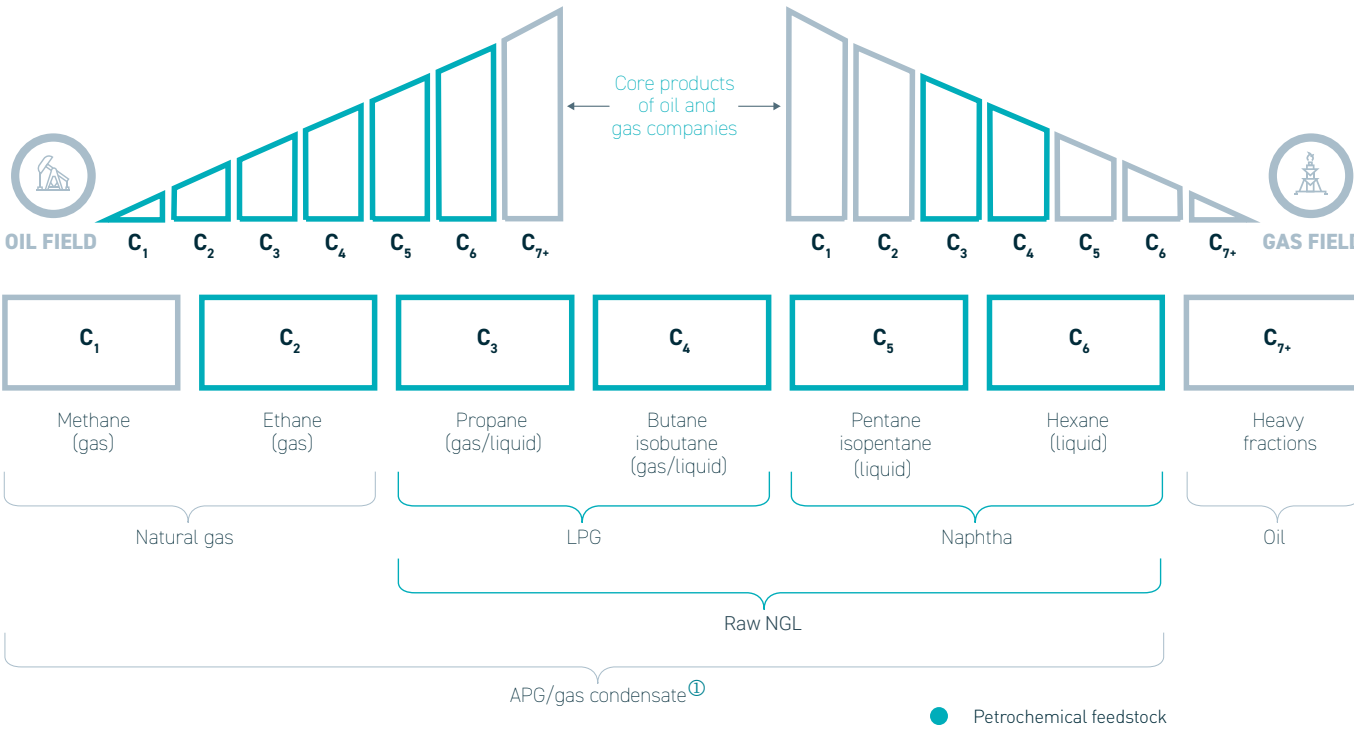 Core products
of oil and
gas companies
OIL FIELD
C₁
C₂
C₃
C₄
C₅
C₆
C₇₊
C₁
C₂
C₃
C₄
C₅
C₆
C₇₊
GAS FIEL
C₁
C₂
C₃
C₄
C₅
C₆
C₇₊
Methane
(gas)
Ethane
(gas)
Propane
(gas/liquid)
Butane
isobutane
(gas/liquid)
Pentane
isopentane
(liquid)
Hexane
(liquid)
Heavy
fractions
Natural gas
LPG
Naphtha
Oil
Raw NGL
APG/gas condensate①
Petrochemical feedstock